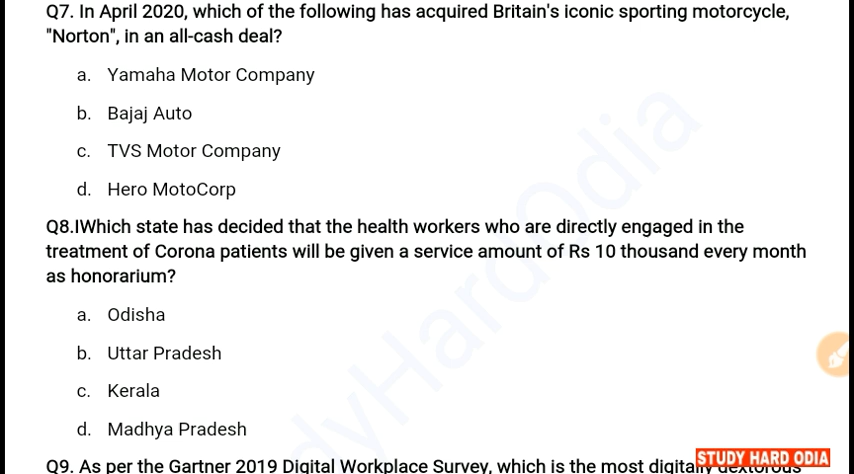 Q7. In April 2020, which of the following has acquired Britain's iconic sporting motorcycle,
"Norton", in an all-cash deal?
a. Yamaha Motor Company
b. Bajaj Auto
c. TVS Motor Company
d. Hero MotoCorp
Q8.IWhich state has decided that the health workers who are directly engaged in the
treatment of Corona patients will be given a service amount of Rs 10 thousand every month
as honorarium?
a. Odisha
b. Uttar Pradesh
c. Kerala
d. Madhya Pradesh
Q9. As per the Gartner 2019 Digital Workplace Survey, which is the most digitally dextorous
STUDY HARD ODIA